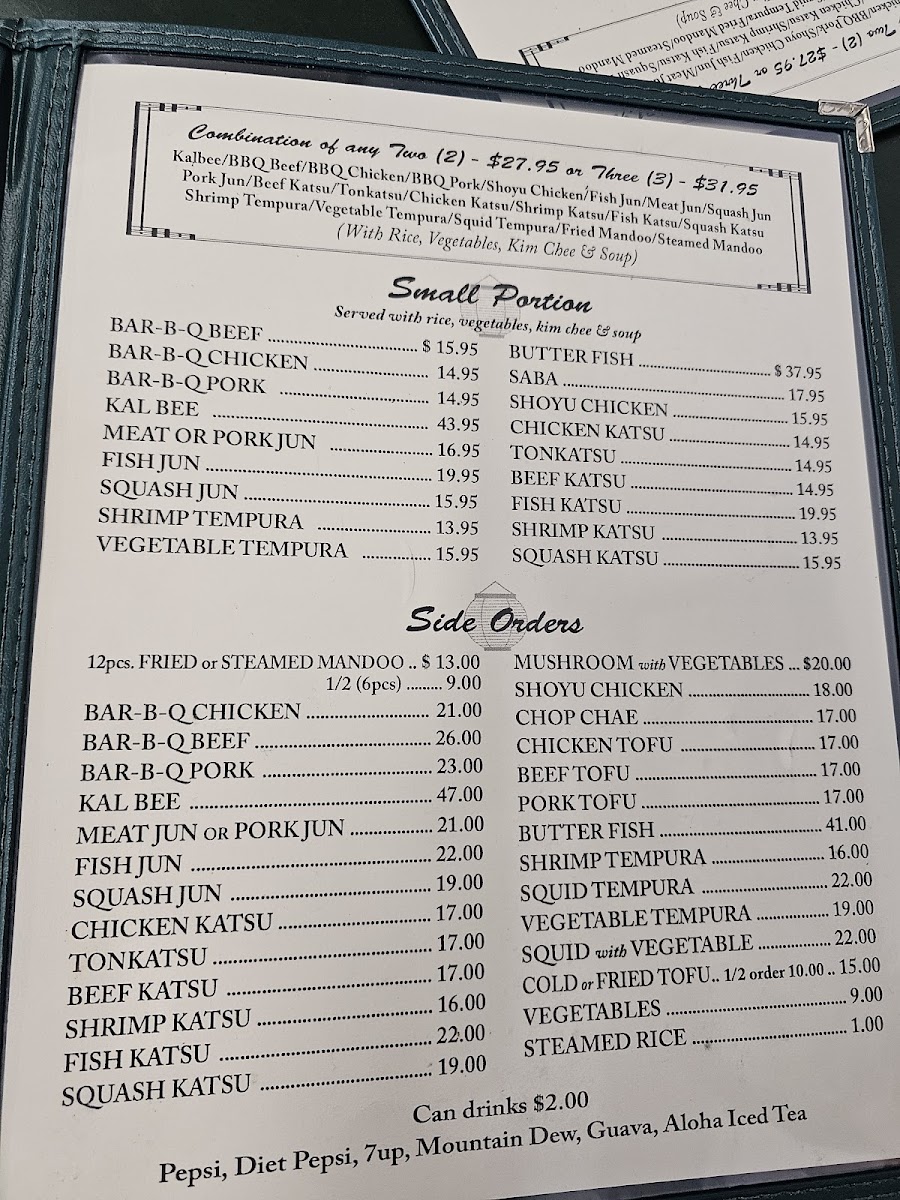 Chee & Soup)
Combination of any Two (2) - $27.95 or Three (3) - $31.95
Kalbee/BBQ Beef/BBQ Chicken/BBQ Pork/Shoyu Chicken/Fish Jun/Meat Jun/Squash Jun
Pork Jun/Beef Katsu/Tonkatsu/Chicken Katsu/Shrimp Katsu/Fish Katsu/Squash Katsu
Shrimp Tempura/Vegetable Tempura/Squid Tempura/Fried Mandoo/Steamed Mandoo
(With Rice, Vegetables, Kim Chee & Soup)
Small Portion
Served with rice, vegetables, kim chee & soup
BAR-B-Q BEEF ........ $ 15.95
BAR-B-Q CHICKEN ........ 14.95
BAR-B-Q PORK ........ 14.95
KAL BEE ........ 43.95
MEAT OR PORK JUN ........ 16.95
FISH JUN ........ 19.95
SQUASH JUN ........ 15.95
SHRIMP TEMPURA ........ 13.95
VEGETABLE TEMPURA ........ 15.95
BUTTER FISH ........ $ 37.95
SABA ........ 17.95
SHOYU CHICKEN ........ 15.95
CHICKEN KATSU ........ 14.95
TONKATSU ........ 14.95
BEEF KATSU ........ 14.95
FISH KATSU ........ 19.95
SHRIMP KATSU ........ 13.95
SQUASH KATSU ........ 15.95
Side Orders
12pcs. FRIED or STEAMED MANDOO .. $ 13.00
1/2 (6pcs) ......... 9.00
BAR-B-Q CHICKEN ........ 21.00
BAR-B-Q BEEF ........ 26.00
BAR-B-Q PORK ........ 23.00
KAL BEE ........ 47.00
MEAT JUN OR PORK JUN ........ 21.00
FISH JUN ........ 22.00
SQUASH JUN ........ 19.00
CHICKEN KATSU ........ 17.00
TONKATSU ........ 17.00
BEEF KATSU ........ 17.00
SHRIMP KATSU ........ 16.00
FISH KATSU ........ 22.00
SQUASH KATSU ........ 19.00
MUSHROOM with VEGETABLES ... $20.00
SHOYU CHICKEN ........ 18.00
CHOP CHAE ........ 17.00
CHICKEN TOFU ........ 17.00
BEEF TOFU ........ 17.00
PORK TOFU ........ 17.00
BUTTER FISH ........ 41.00
SHRIMP TEMPURA ........ 16.00
SQUID TEMPURA ........ 22.00
VEGETABLE TEMPURA ........ 19.00
SQUID with VEGETABLE ........ 22.00
COLD or FRIED TOFU.. 1/2 order 10.00 .. 15.00
VEGETABLES ........ 9.00
STEAMED RICE ........ 1.00
Can drinks $2.00
Pepsi, Diet Pepsi, 7up, Mountain Dew, Guava, Aloha Iced Tea